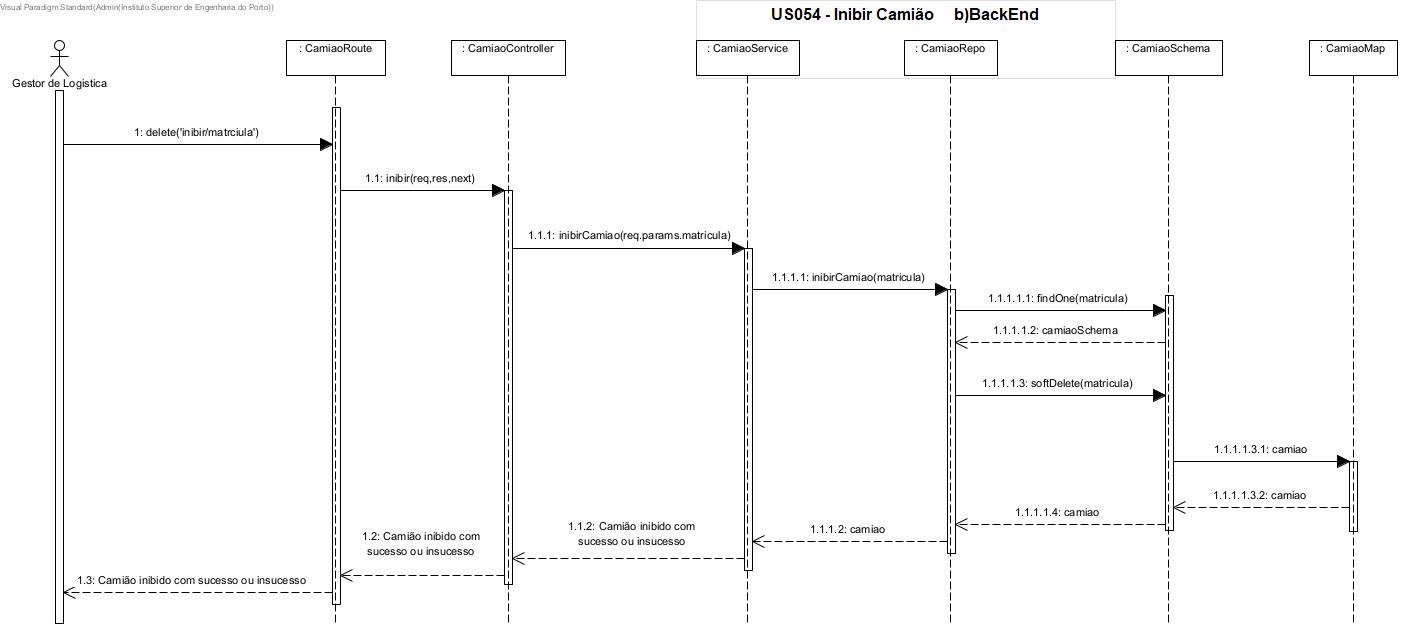 Visual Paradigm Standard(Admin(Instituto Superior de Engenharia do Porto))
US054 - Inibir Camião b)BackEnd
: CamiaoRoute
: CamiaoController
: CamiaoService
: CamiaoRepo
: CamiaoSchema
: CamiaoMap
Gestor de Logistica
1: delete('inibir/matrciula')
1.1: inibir(req,res,next)
1.1.1: inibirCamiao(req.params.matricula)
1.1.1.1: inibirCamiao(matricula)
1.1.1.1.1: findOne(matricula)
1.1.1.1.2: camiaoSchema
1.1.1.1.3: softDelete(matricula)
1.1.1.1.3.1: camiao
1.1.1.1.3.2: camiao
1.1.1.1.4: camiao
1.1.1.2: camiao
1.1.2: Camião inibido com
sucesso ou insucesso
1.2: Camião inibido com
sucesso ou insucesso
1.3: Camião inibido com sucesso ou insucesso